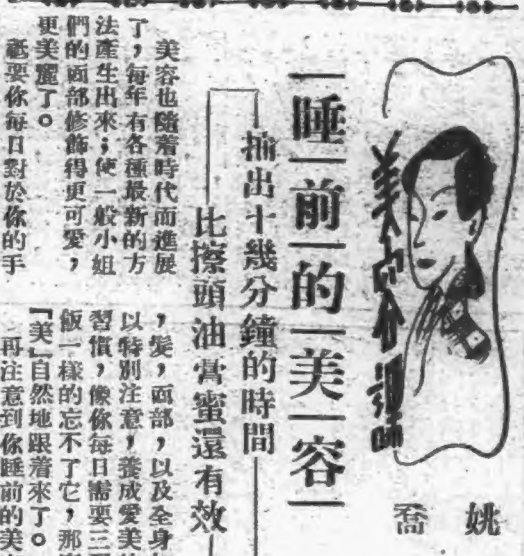 美容
姚喬
睡前的美容
抽出十幾分鐘的時間
比擦頭油膏蜜還有效
美容也隨着時代而進展
了,每年有各種最新的方
法產生出來;使一般小姐
們的面部修飾得更可愛,
更美麗了。
祗要你每日對於你的手
,髮,面部,以及全身
以特別注意,養成愛美
習慣,像你每日需要三
飯一樣的忘不了它,那
「美」自然地跟着來了。
再注意到你睡前的美